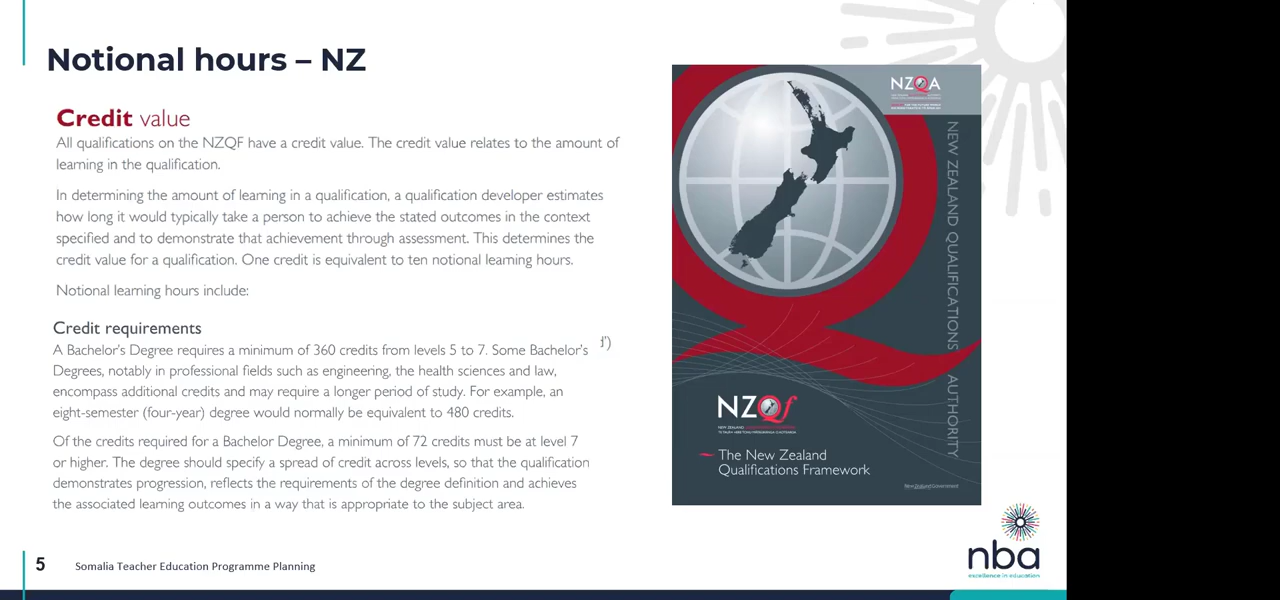 Notional hours – NZ
Credit value
All qualifications on the NZQF have a credit value. The credit value relates to the amount of
learning in the qualification.
In determining the amount of learning in a qualification, a qualification developer estimates
how long it would typically take a person to achieve the stated outcomes in the context
specified and to demonstrate that achievement through assessment. This determines the
credit value for a qualification. One credit is equivalent to ten notional learning hours.
Notional learning hours include:
Credit requirements
A Bachelor's Degree requires a minimum of 360 credits from levels 5 to 7. Some Bachelor's
Degrees, notably in professional fields such as engineering, the health sciences and law,
encompass additional credits and may require a longer period of study. For example, an
eight-semester (four-year) degree would normally be equivalent to 480 credits.
Of the credits required for a Bachelor Degree, a minimum of 72 credits must be at level 7
or higher. The degree should specify a spread of credit across levels, so that the qualification
demonstrates progression, reflects the requirements of the degree definition and achieves
the associated learning outcomes in a way that is appropriate to the subject area.
NZQA
NEW ZEALAND QUALIFICATIONS AUTHORITY
NZQf
The New Zealand
Qualifications Framework
New Zealand Government
nba
excellence in education
5
Somalia Teacher Education Programme Planning